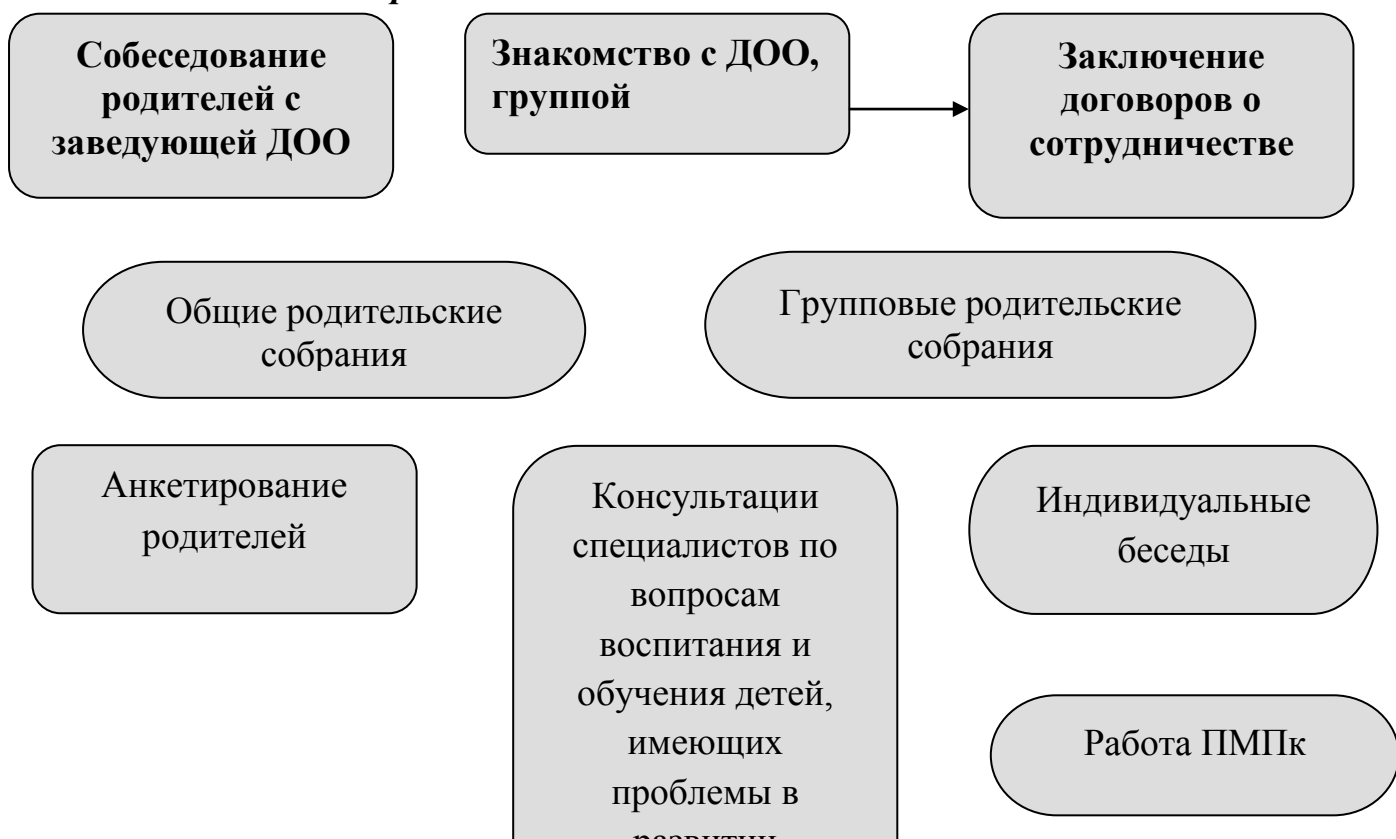 Собеседование
родителей с
заведующей ДОО
Знакомство с ДОО,
группой
Заключение
договоров о
сотрудничестве
Общие родительские
собрания
Групповые родительские
собрания
Анкетирование
родителей
Консультации
специалистов по
вопросам
воспитания и
обучения детей,
имеющих
проблемы в
развитии
Индивидуальные
беседы
Работа ПМПк